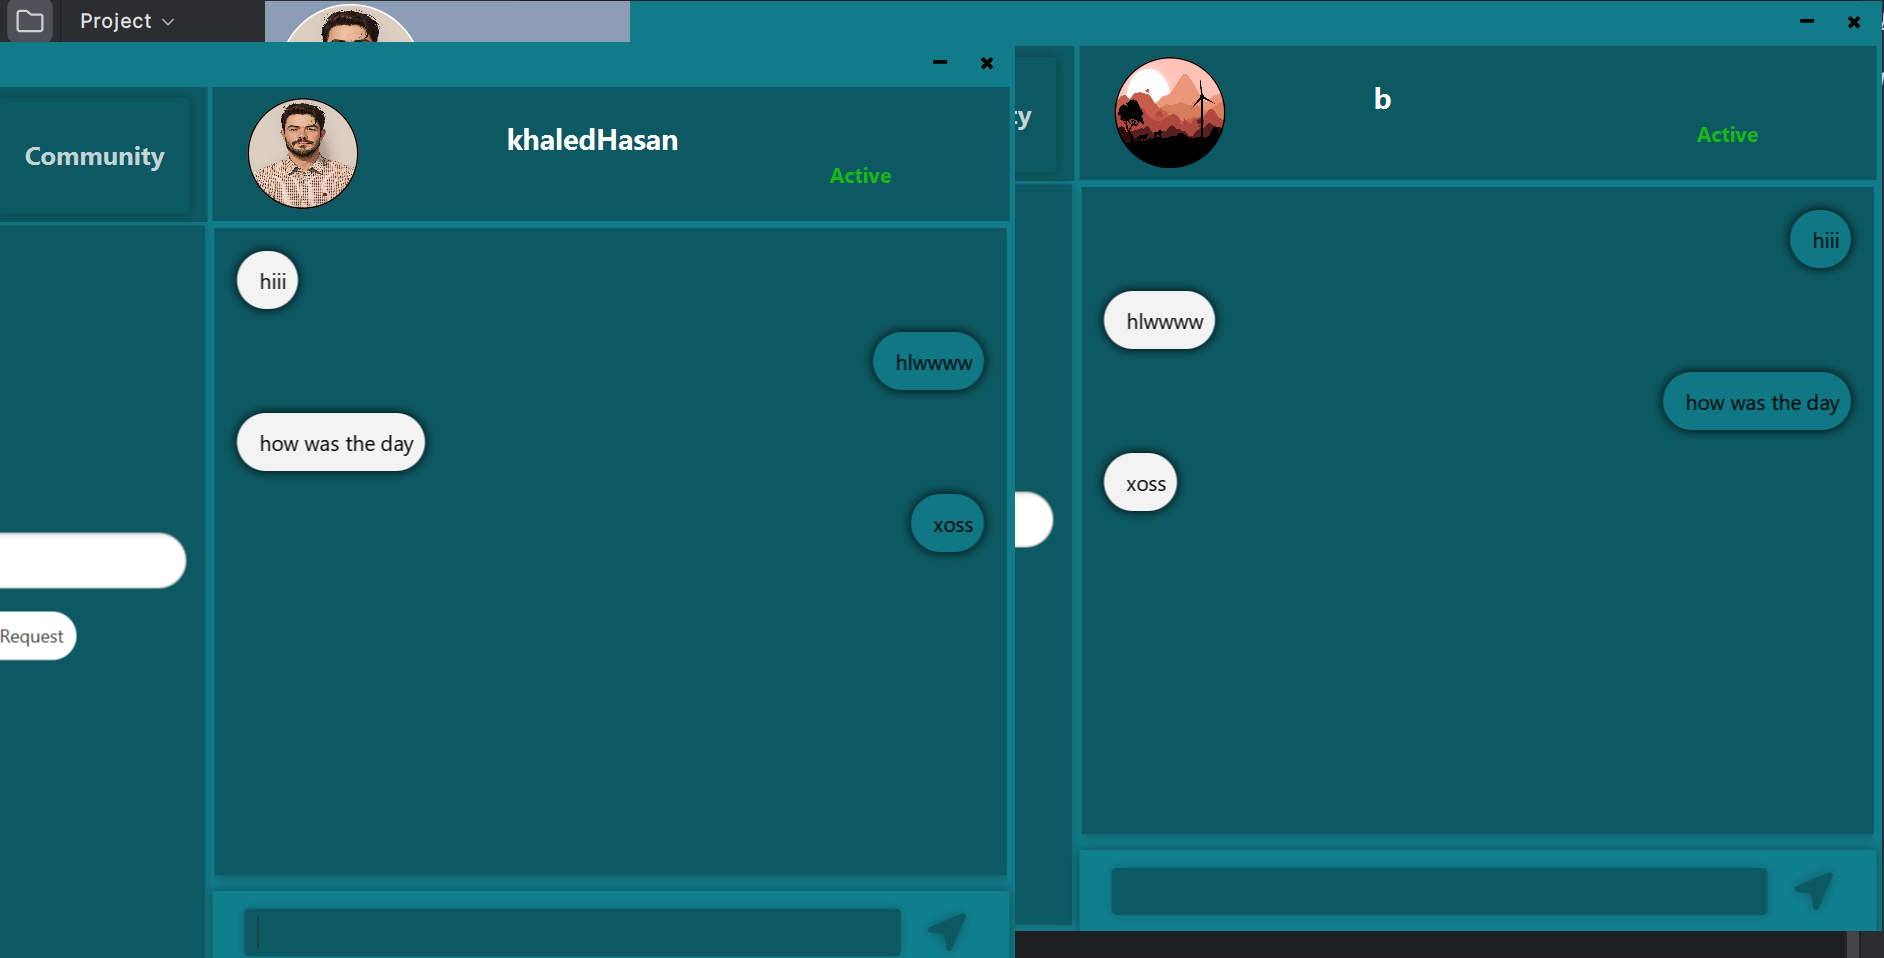 Project
Community
khaledHasan
Active
hiii
hlwwww
how was the day
xoss
Request
b
Active
hiii
hlwwww
how was the day
xoss